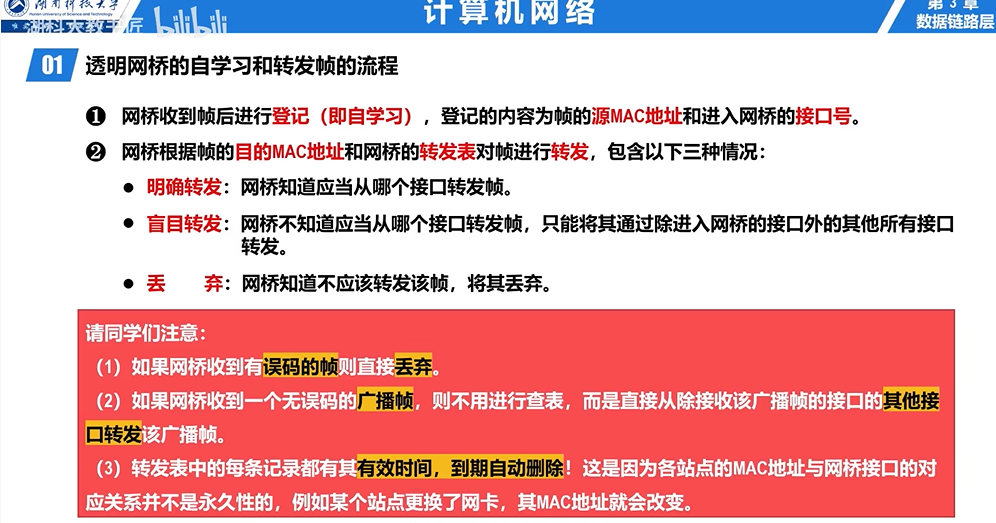 湖南科技大学
Hunan University of Science and Technology
湖科大教书匠 bilibili
计算机网络
第 3 章
数据链路层
01 透明网桥的自学习和转发帧的流程
❶ 网桥收到帧后进行登记（即自学习），登记的内容为帧的源MAC地址和进入网桥的接口号。
❷ 网桥根据帧的目的MAC地址和网桥的转发表对帧进行转发，包含以下三种情况：
● 明确转发：网桥知道应当从哪个接口转发帧。
● 盲目转发：网桥不知道应当从哪个接口转发帧，只能将其通过除进入网桥的接口外的其他所有接口
转发。
● 丢 弃：网桥知道不应该转发该帧，将其丢弃。
请同学们注意：
（1）如果网桥收到有误码的帧则直接丢弃。
（2）如果网桥收到一个无误码的广播帧，则不用进行查表，而是直接从除接收该广播帧的接口的其他接
口转发该广播帧。
（3）转发表中的每条记录都有其有效时间，到期自动删除！这是因为各站点的MAC地址与网桥接口的对
应关系并不是永久性的，例如某个站点更换了网卡，其MAC地址就会改变。